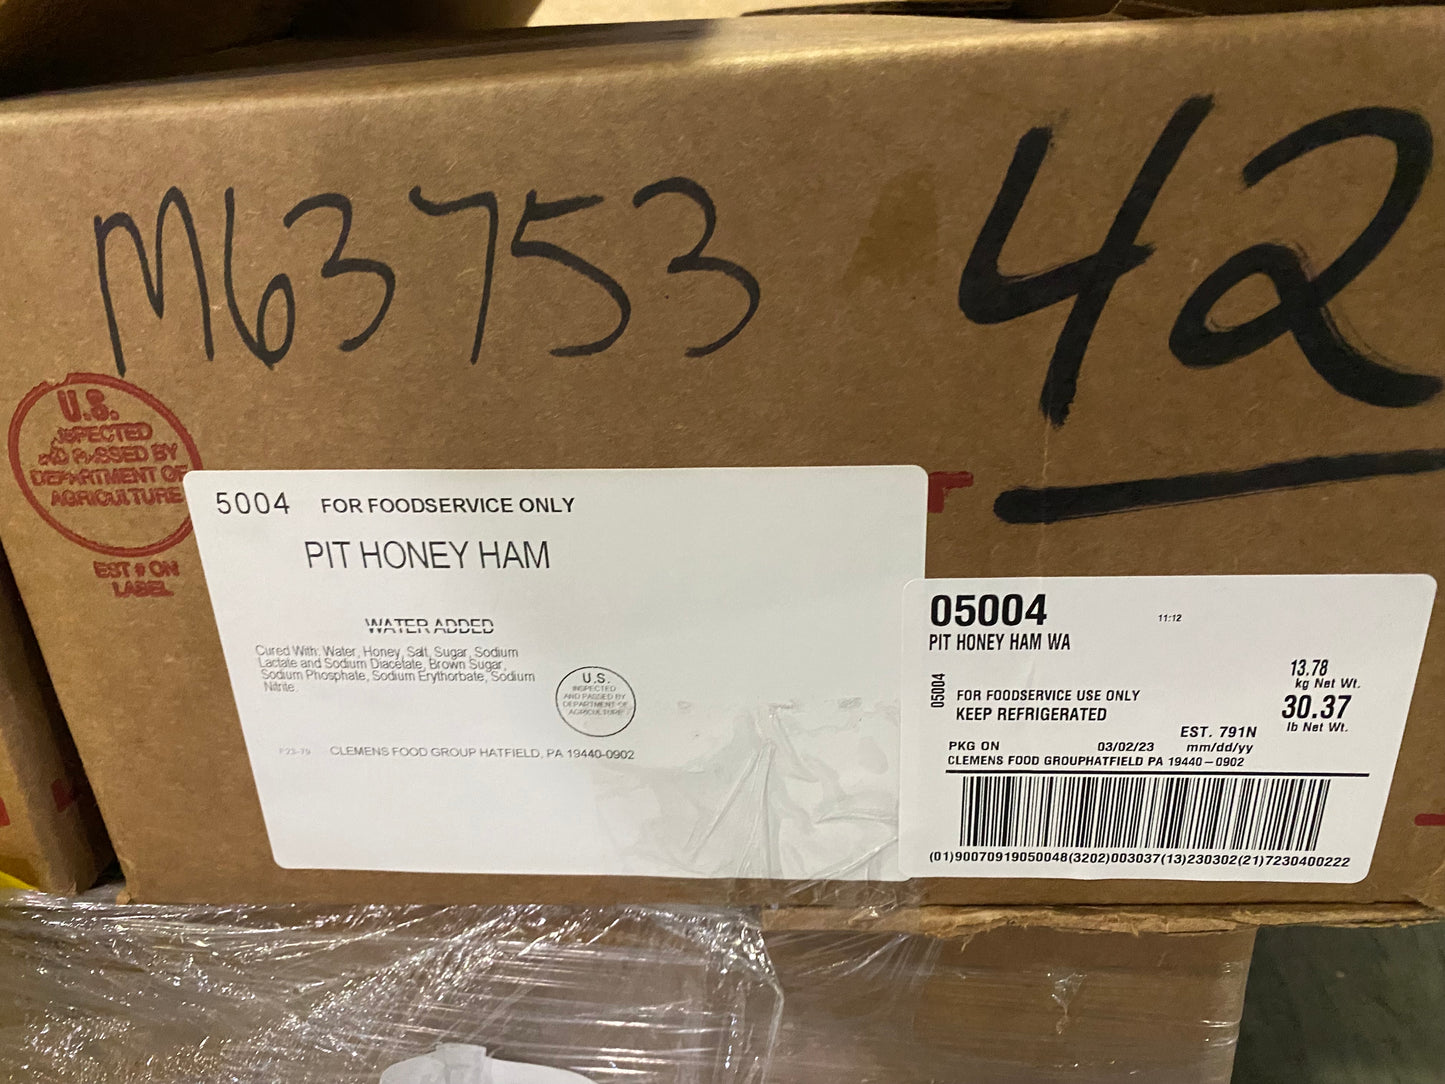 M63753
42
U.S.
INSPECTED
AND PASSED BY
DEPARTMENT OF
AGRICULTURE
EST # ON
LABEL
5004 FOR FOODSERVICE ONLY
PIT HONEY HAM
WATER ADDED
Cured With: Water, Honey, Salt, Sugar, Sodium
Lactate and Sodium Diacetate, Brown Sugar,
Sodium Phosphate, Sodium Erythorbate, Sodium
Nitrite.
U.S.
INSPECTED
AND PASSED BY
DEPARTMENT OF
AGRICULTURE
CLEMENS FOOD GROUP HATFIELD, PA 19440-0902
05004 11:12
PIT HONEY HAM WA
13.78
kg Net Wt.
05004
FOR FOODSERVICE USE ONLY
30.37
KEEP REFRIGERATED
lb Net Wt.
EST. 791N
PKG ON 03/02/23 mm/dd/yy
CLEMENS FOOD GROUPHATFIELD PA 19440-0902
(01)90070919050048(3202)003037(13)230302(21)7230400222